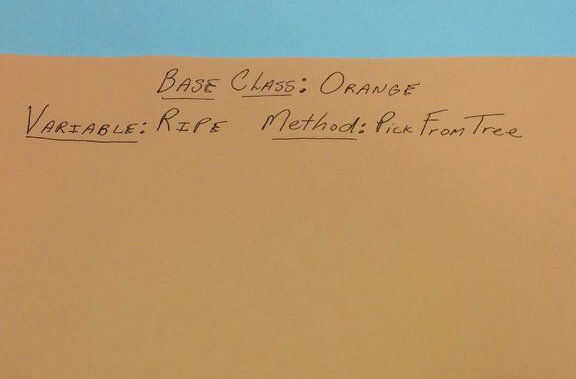 BASE CLASS: ORANGE
VARIABLE: RIPE Method: Pick From Tree